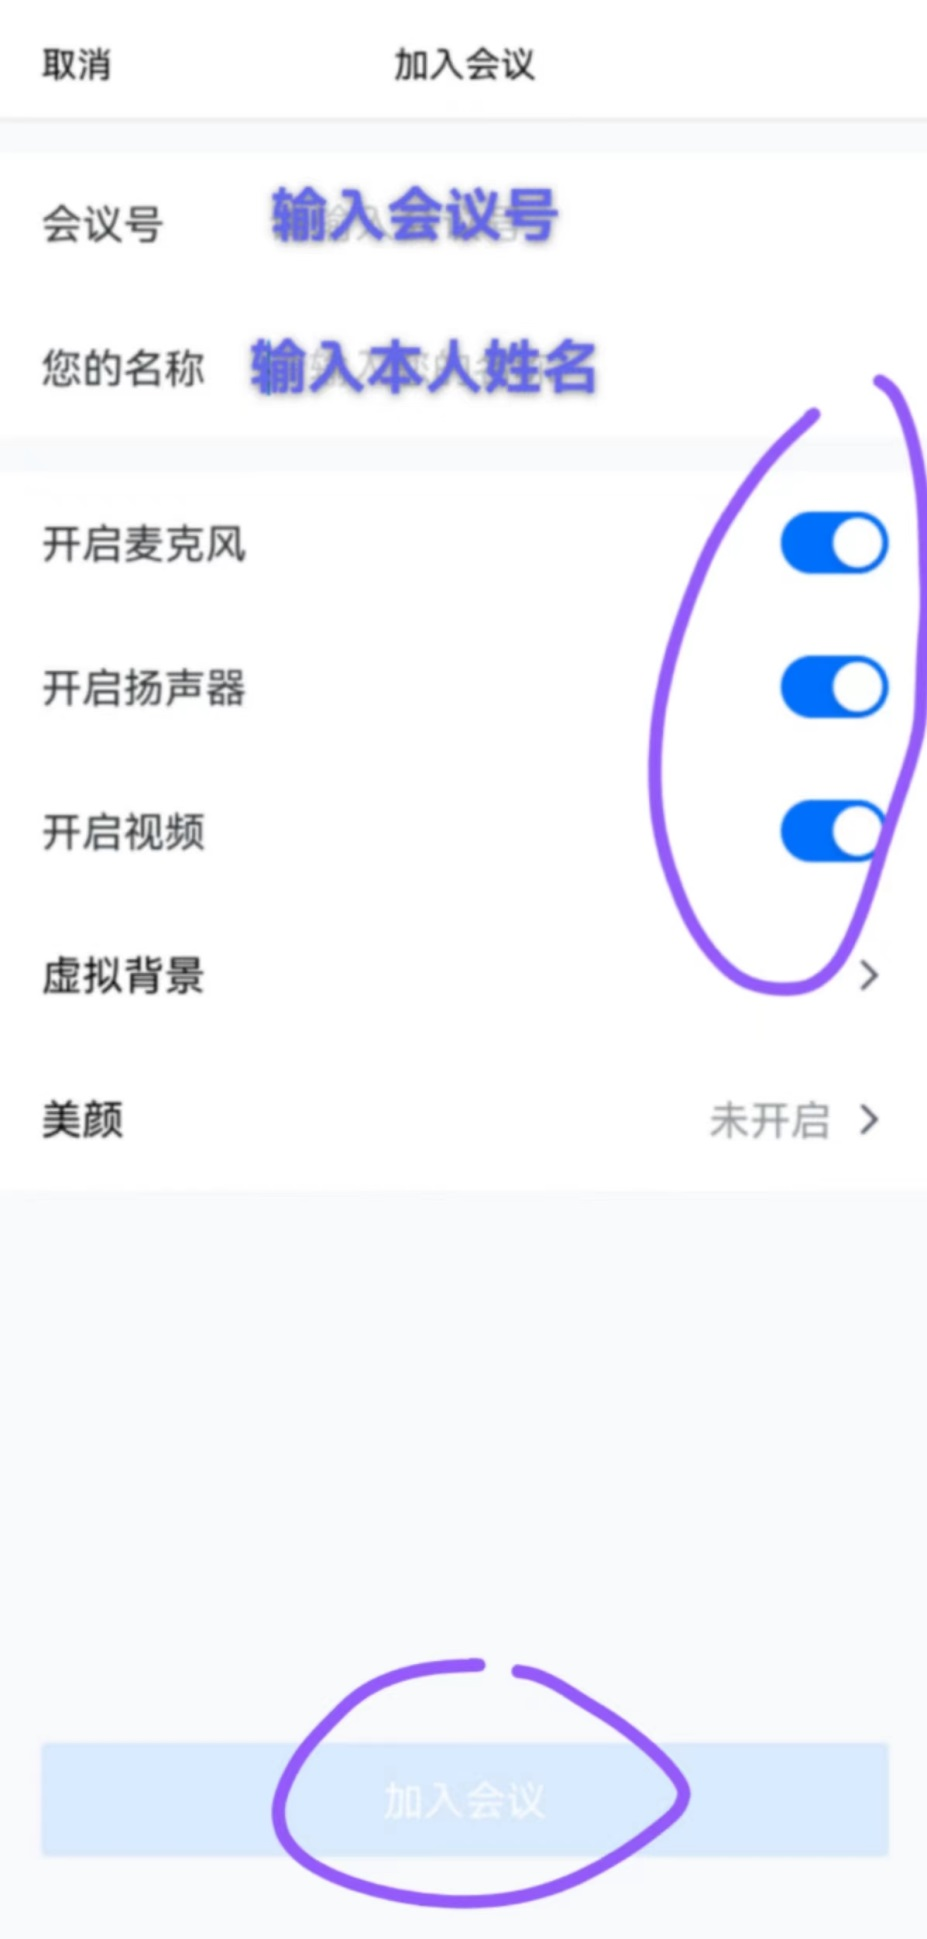 取消
加入会议
会议号 输入会议号
您的名称 输入本人姓名
开启麦克风
开启扬声器
开启视频
虚拟背景
美颜 未开启
加入会议